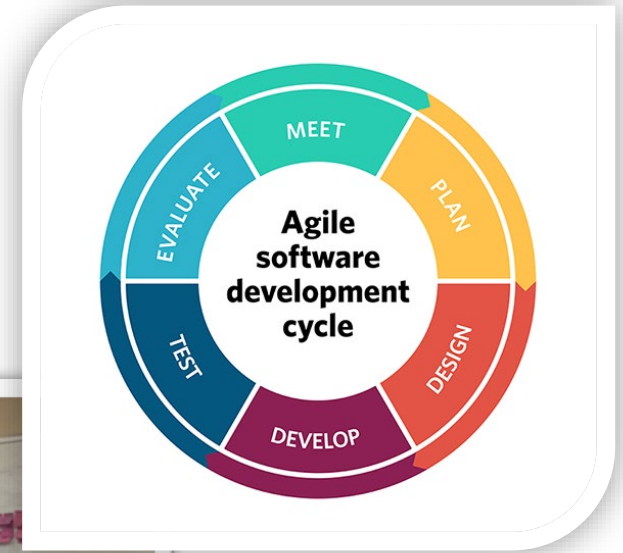 MEET
PLAN
DESIGN
DEVELOP
TEST
EVALUATE
Agile
software
development
cycle